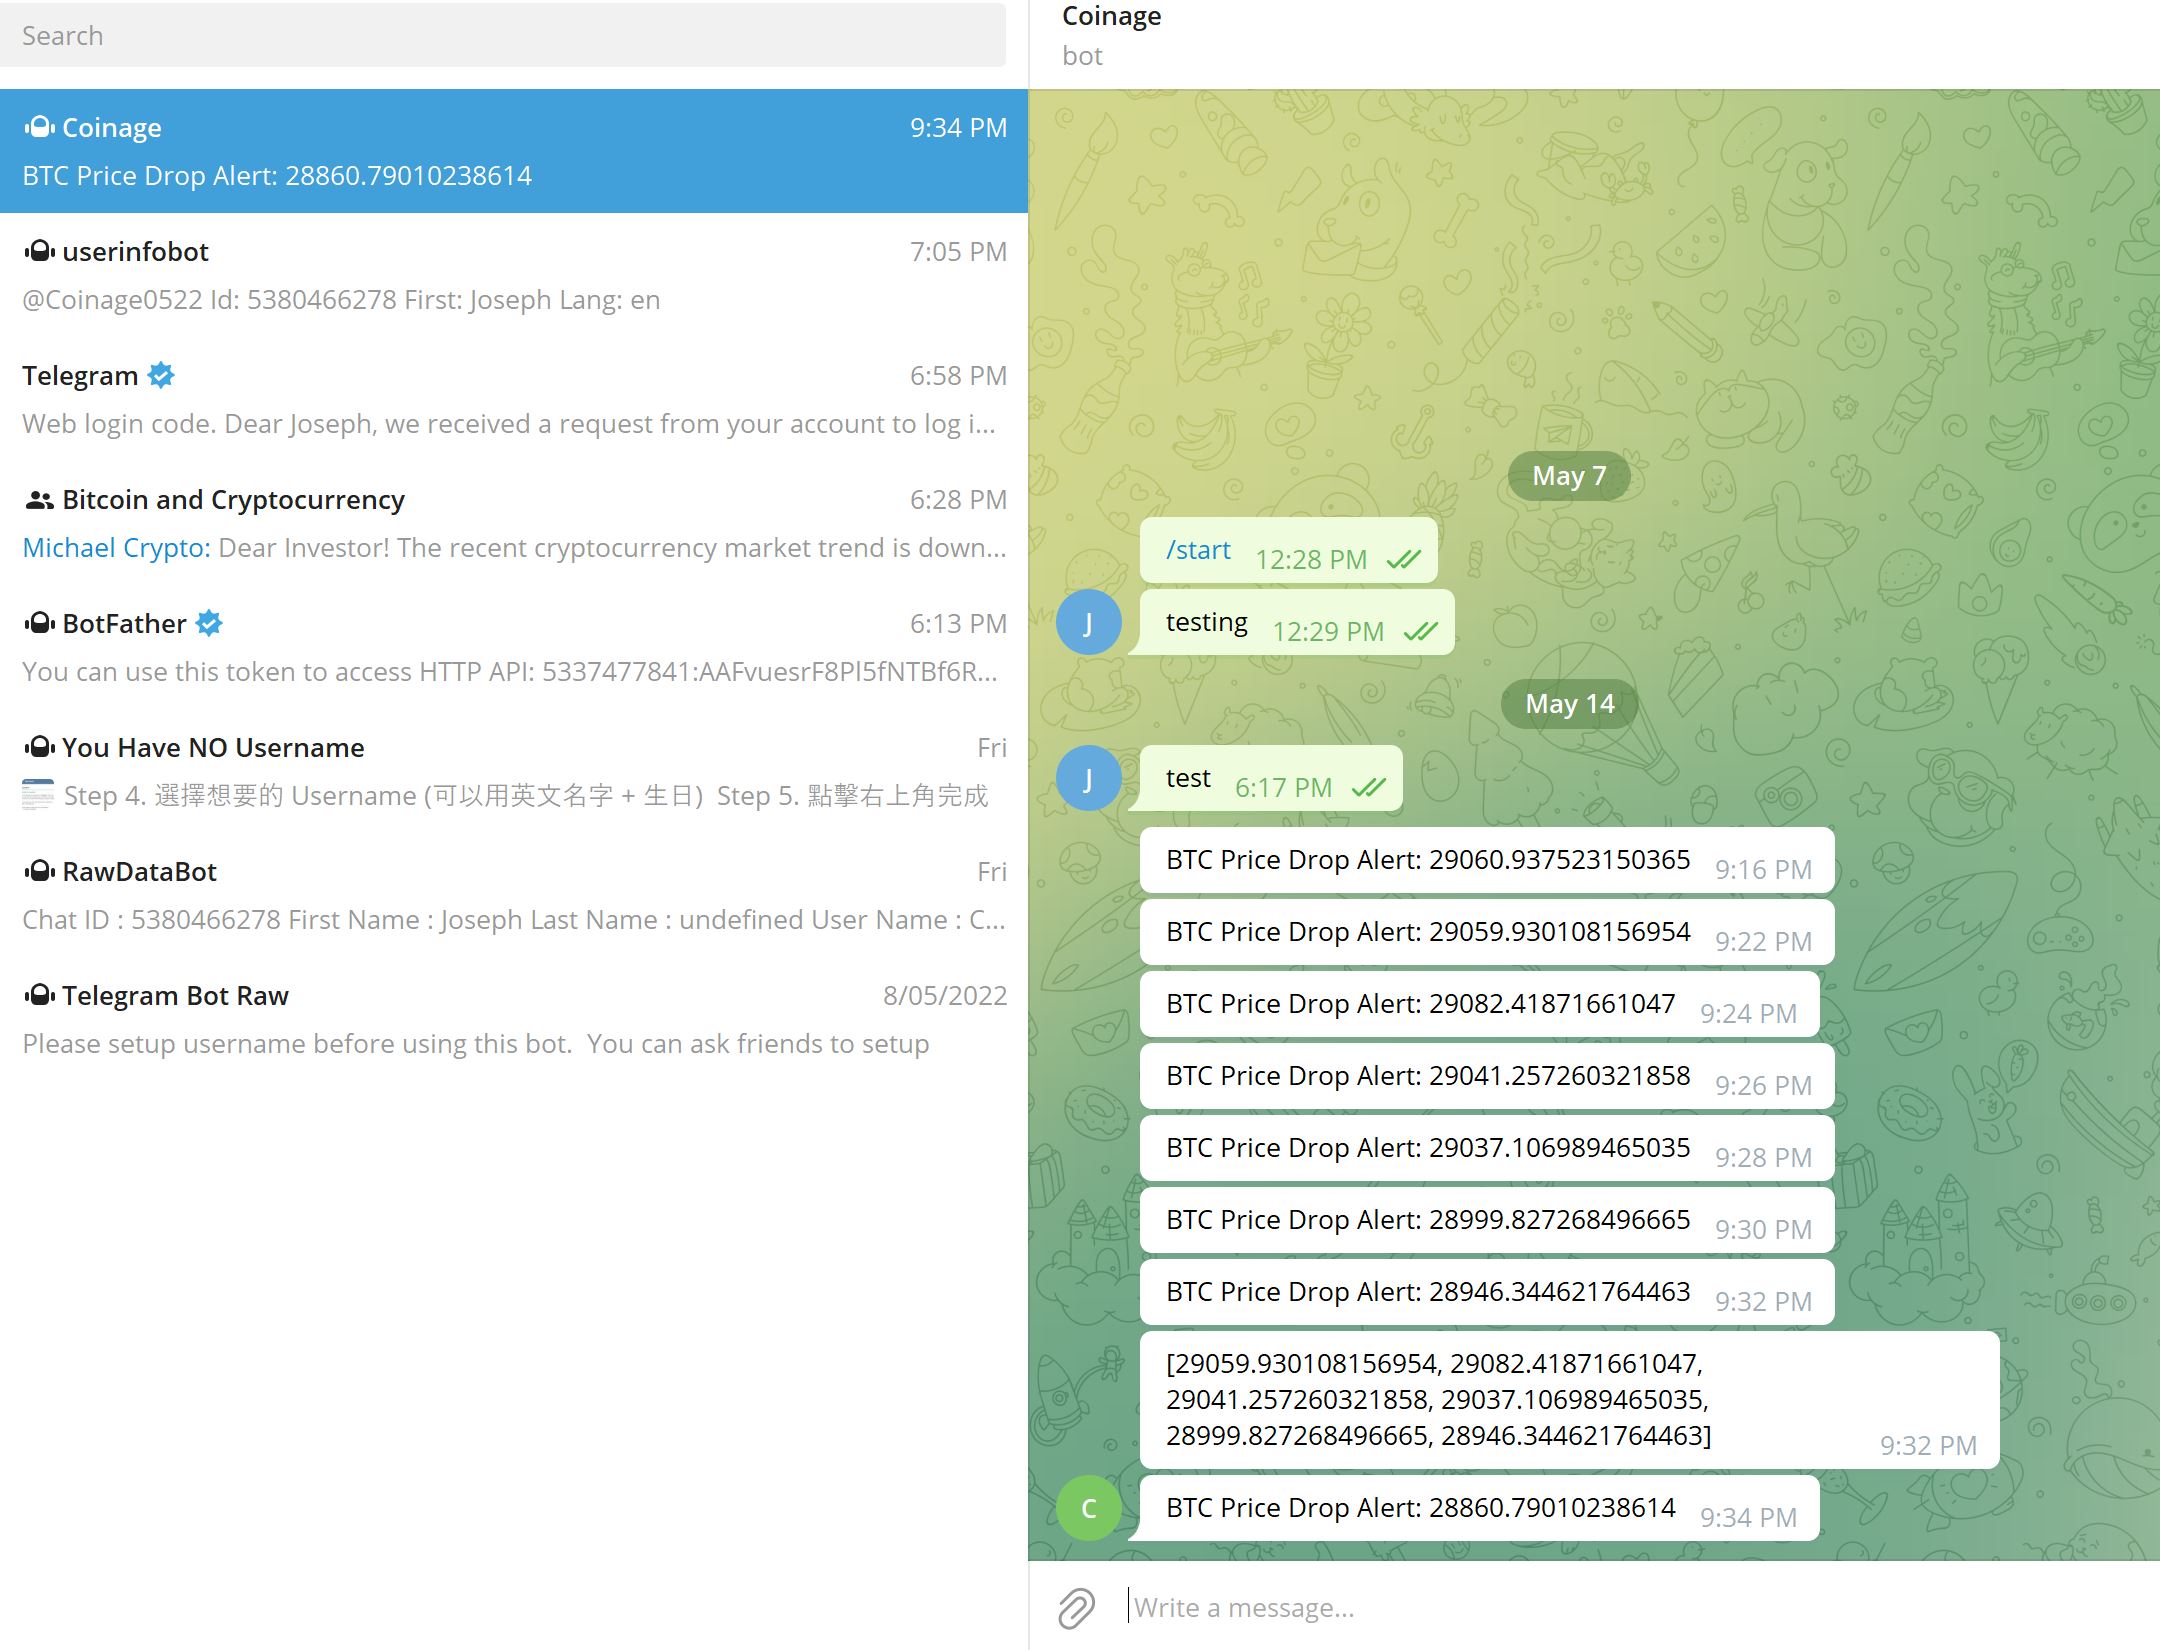 Search
Coinage 9:34 PM
BTC Price Drop Alert: 28860.79010238614
userinfobot 7:05 PM
@Coinage0522 Id: 5380466278 First: Joseph Lang: en
Telegram 6:58 PM
Web login code. Dear Joseph, we received a request from your account to log i...
Bitcoin and Cryptocurrency 6:28 PM
Michael Crypto: Dear Investor! The recent cryptocurrency market trend is down...
BotFather 6:13 PM
You can use this token to access HTTP API: 5337477841:AAFvuesrF8Pl5fNTBf6R...
You Have NO Username Fri
Step 4. 選擇想要的 Username (可以用英文名字 + 生日) Step 5. 點擊右上角完成
RawDataBot Fri
Chat ID : 5380466278 First Name : Joseph Last Name : undefined User Name : C...
Telegram Bot Raw 8/05/2022
Please setup username before using this bot. You can ask friends to setup
Coinage
bot
May 7
/start 12:28 PM
J
testing 12:29 PM
May 14
J
test 6:17 PM
BTC Price Drop Alert: 29060.937523150365 9:16 PM
BTC Price Drop Alert: 29059.930108156954 9:22 PM
BTC Price Drop Alert: 29082.41871661047 9:24 PM
BTC Price Drop Alert: 29041.257260321858 9:26 PM
BTC Price Drop Alert: 29037.106989465035 9:28 PM
BTC Price Drop Alert: 28999.827268496665 9:30 PM
BTC Price Drop Alert: 28946.344621764463 9:32 PM
[29059.930108156954, 29082.41871661047,
29041.257260321858, 29037.106989465035,
28999.827268496665, 28946.344621764463] 9:32 PM
C
BTC Price Drop Alert: 28860.79010238614 9:34 PM
Write a message...